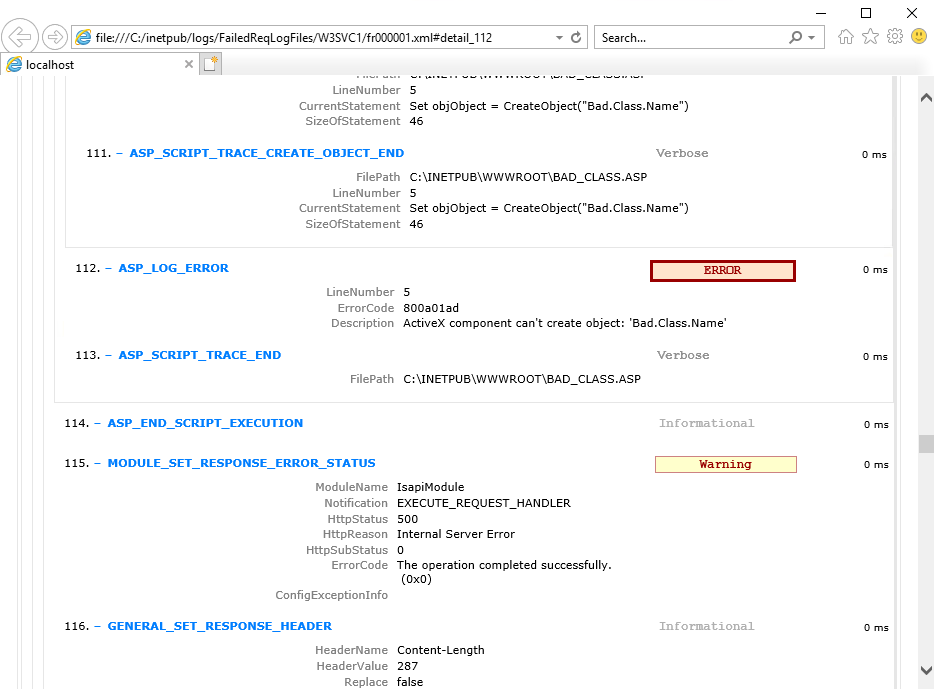 file:///C:/inetpub/logs/FailedReqLogFiles/W3SVC1/fr000001.xml#detail_112
Search...
localhost
FilePath C:\INETPUB\WWWROOT\BAD_CLASS.ASP
LineNumber 5
CurrentStatement Set objObject = CreateObject("Bad.Class.Name")
SizeOfStatement 46
111. – ASP_SCRIPT_TRACE_CREATE_OBJECT_END Verbose 0 ms
FilePath C:\INETPUB\WWWROOT\BAD_CLASS.ASP
LineNumber 5
CurrentStatement Set objObject = CreateObject("Bad.Class.Name")
SizeOfStatement 46
112. – ASP_LOG_ERROR ERROR 0 ms
LineNumber 5
ErrorCode 800a01ad
Description ActiveX component can't create object: 'Bad.Class.Name'
113. – ASP_SCRIPT_TRACE_END Verbose 0 ms
FilePath C:\INETPUB\WWWROOT\BAD_CLASS.ASP
114. – ASP_END_SCRIPT_EXECUTION Informational 0 ms
115. – MODULE_SET_RESPONSE_ERROR_STATUS Warning 0 ms
ModuleName IsapiModule
Notification EXECUTE_REQUEST_HANDLER
HttpStatus 500
HttpReason Internal Server Error
HttpSubStatus 0
ErrorCode The operation completed successfully.
(0x0)
ConfigExceptionInfo
116. – GENERAL_SET_RESPONSE_HEADER Informational 0 ms
HeaderName Content-Length
HeaderValue 287
Replace false